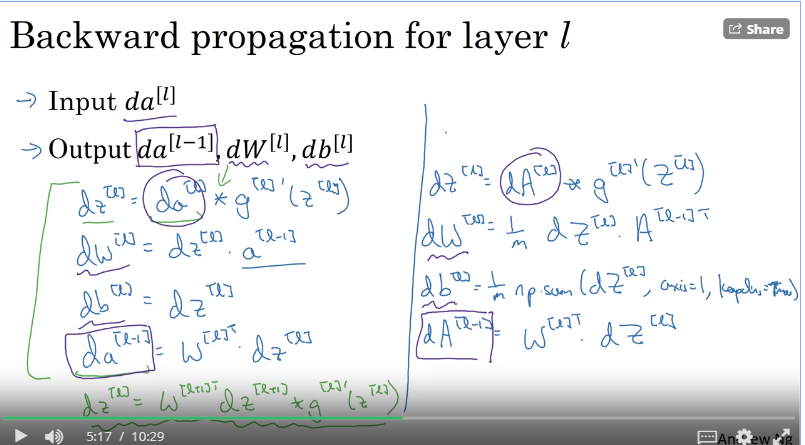 Backward propagation for layer l
Share
→ Input da^[l]
→ Output da^[l-1], dW^[l], db^[l]
dz^[l] = da^[l] * g^[l]'(z^[l])
dW^[l] = dz^[l] · a^[l-1]
db^[l] = dz^[l]
da^[l-1] = W^[l]T · dz^[l]
dz^[l] = W^[l+1]T dz^[l+1] * g^[l]'(z^[l])
dZ^[l] = dA^[l] * g^[l]'(Z^[l])
dW^[l] = 1/m dZ^[l] · A^[l-1]T
db^[l] = 1/m np.sum(dZ^[l], axis=1, keepdims=True)
dA^[l-1] = W^[l]T · dZ^[l]
5:17 / 10:29
Andrew Ng